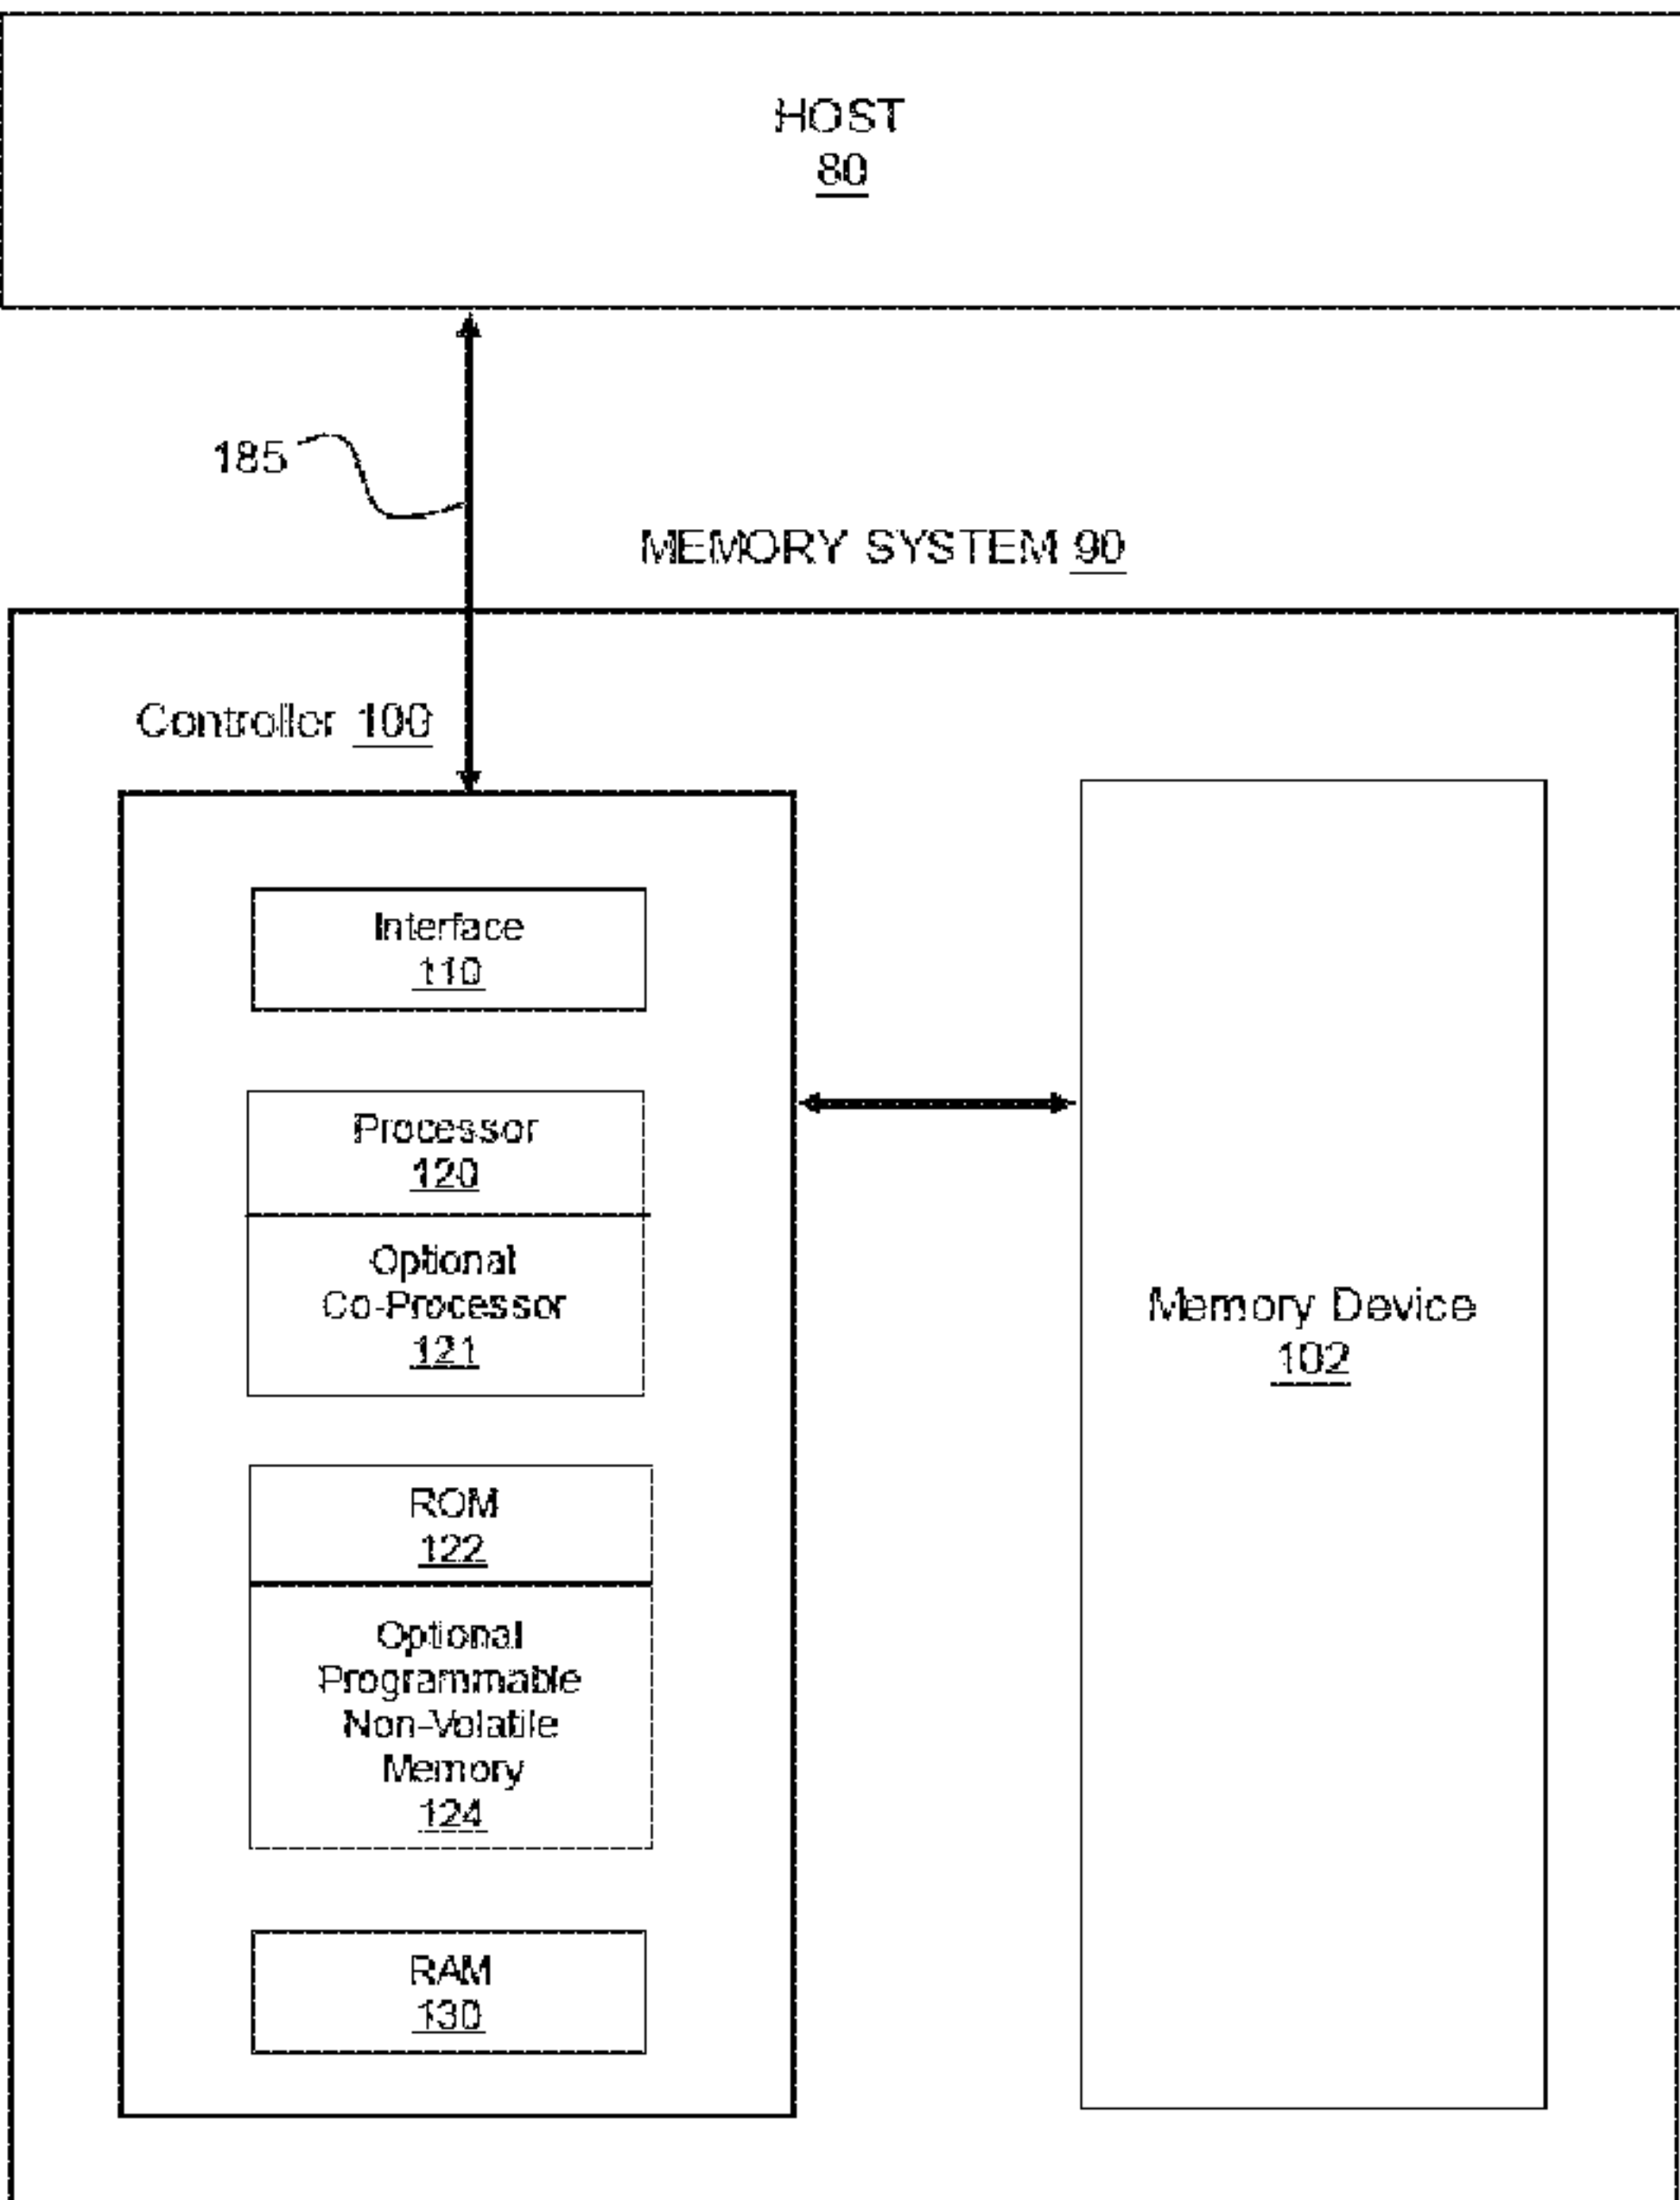 HOST
80
185
MEMORY SYSTEM 90
Controller 100
Interface
110
Processor
120
Optional
Co-Processor
121
ROM
122
Optional
Programmable
Non-Volatile
Memory
124
RAM
130
Memory Device
102